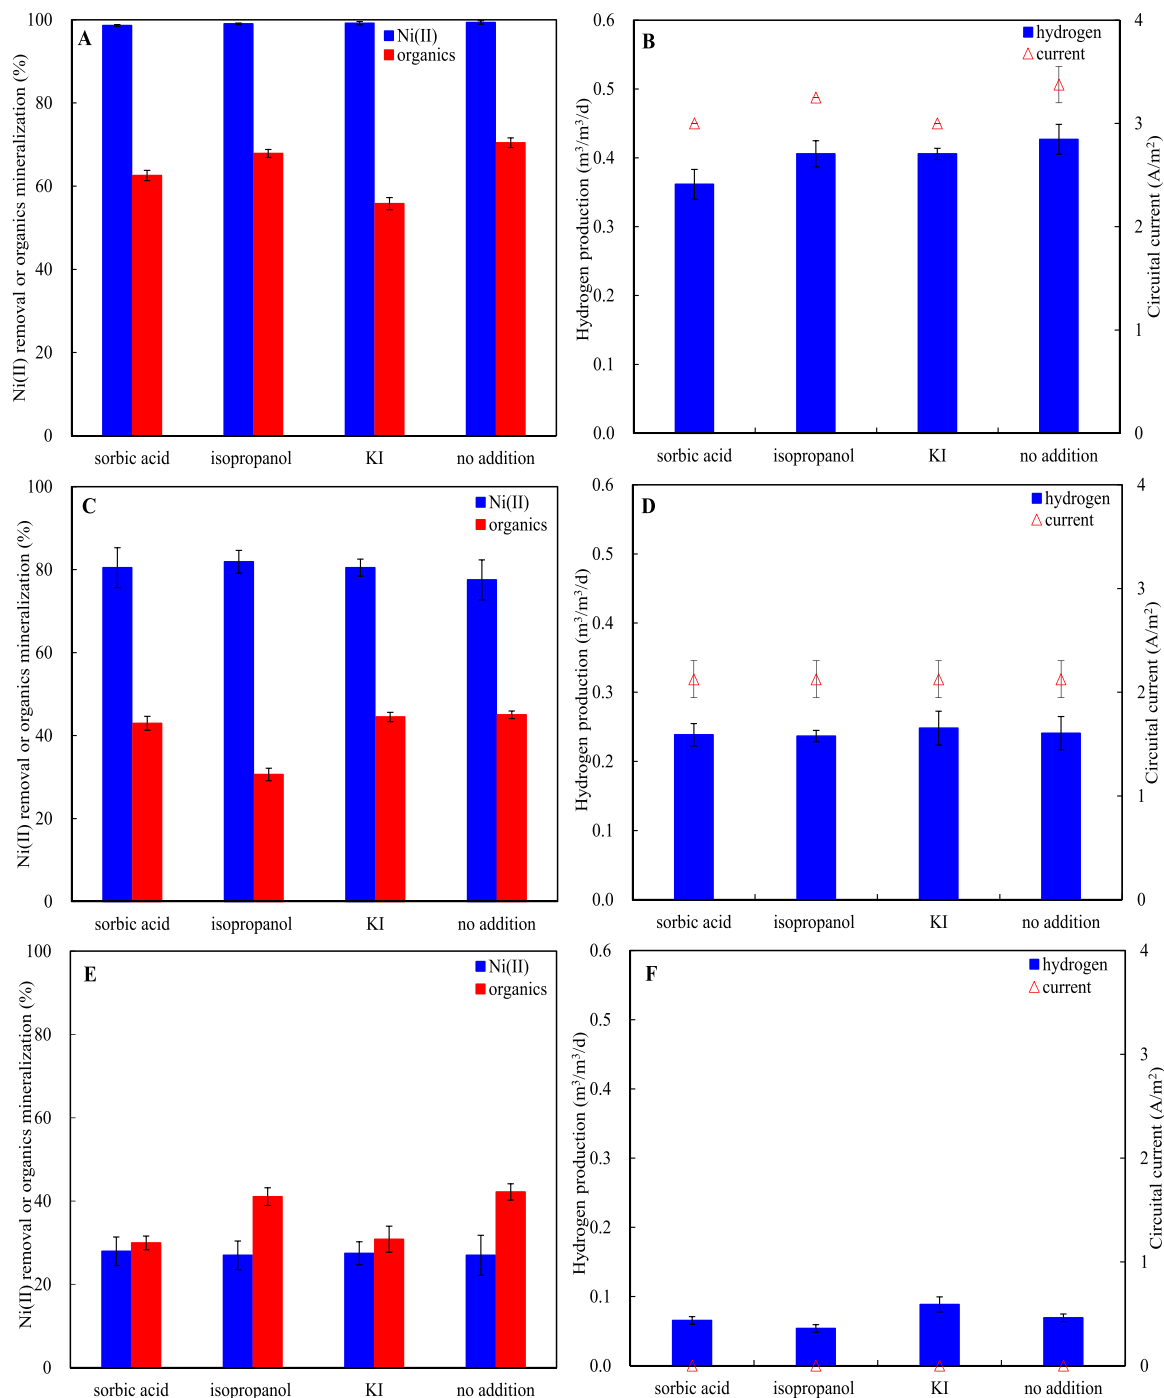 A
Ni(II)
organics
Ni(II) removal or organics mineralization (%)
100
80
60
40
20
0
sorbic acid isopropanol KI no addition
B
hydrogen
current
Hydrogen production (m³/m³/d)
0.6
0.5
0.4
0.3
0.2
0.1
0.0
Circuital current (A/m²)
4
3
2
1
0
sorbic acid isopropanol KI no addition
C
Ni(II)
organics
Ni(II) removal or organics mineralization (%)
100
80
60
40
20
0
sorbic acid isopropanol KI no addition
D
hydrogen
current
Hydrogen production (m³/m³/d)
0.6
0.5
0.4
0.3
0.2
0.1
0.0
Circuital current (A/m²)
4
3
2
1
0
sorbic acid isopropanol KI no addition
E
Ni(II)
organics
Ni(II) removal or organics mineralization (%)
100
80
60
40
20
0
sorbic acid isopropanol KI no addition
F
hydrogen
current
Hydrogen production (m³/m³/d)
0.6
0.5
0.4
0.3
0.2
0.1
0.0
Circuital current (A/m²)
4
3
2
1
0
sorbic acid isopropanol KI no addition